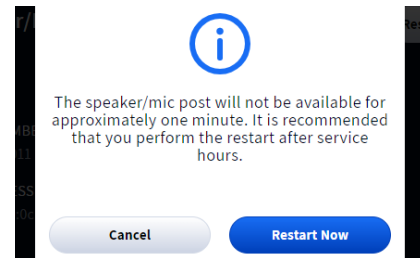 The speaker/mic post will not be available for
approximately one minute. It is recommended
that you perform the restart after service
hours.
Cancel
Restart Now